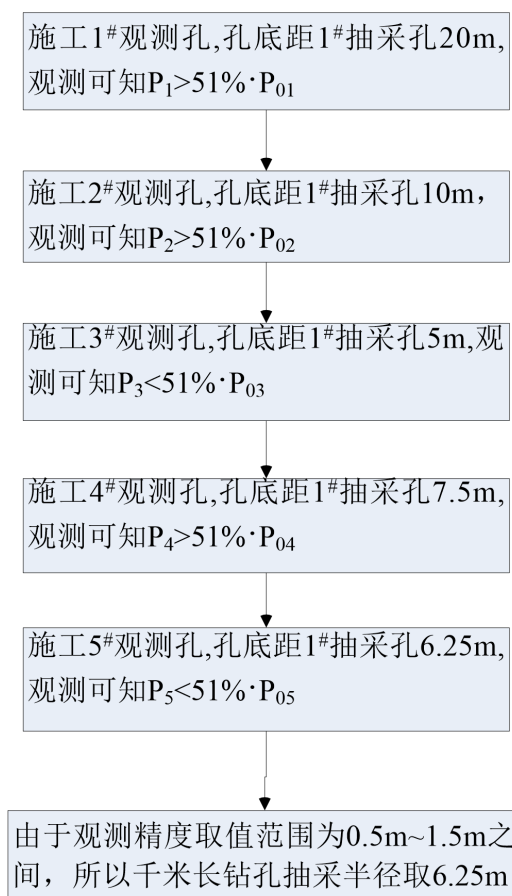 施工1#观测孔,孔底距1#抽采孔20m,
观测可知P1>51%·P01
施工2#观测孔,孔底距1#抽采孔10m，
观测可知P2>51%·P02
施工3#观测孔,孔底距1#抽采孔5m,观
测可知P3<51%·P03
施工4#观测孔,孔底距1#抽采孔7.5m,
观测可知P4>51%·P04
施工5#观测孔,孔底距1#抽采孔6.25m,
观测可知P5<51%·P05
由于观测精度取值范围为0.5m~1.5m之
间，所以千米长钻孔抽采半径取6.25m